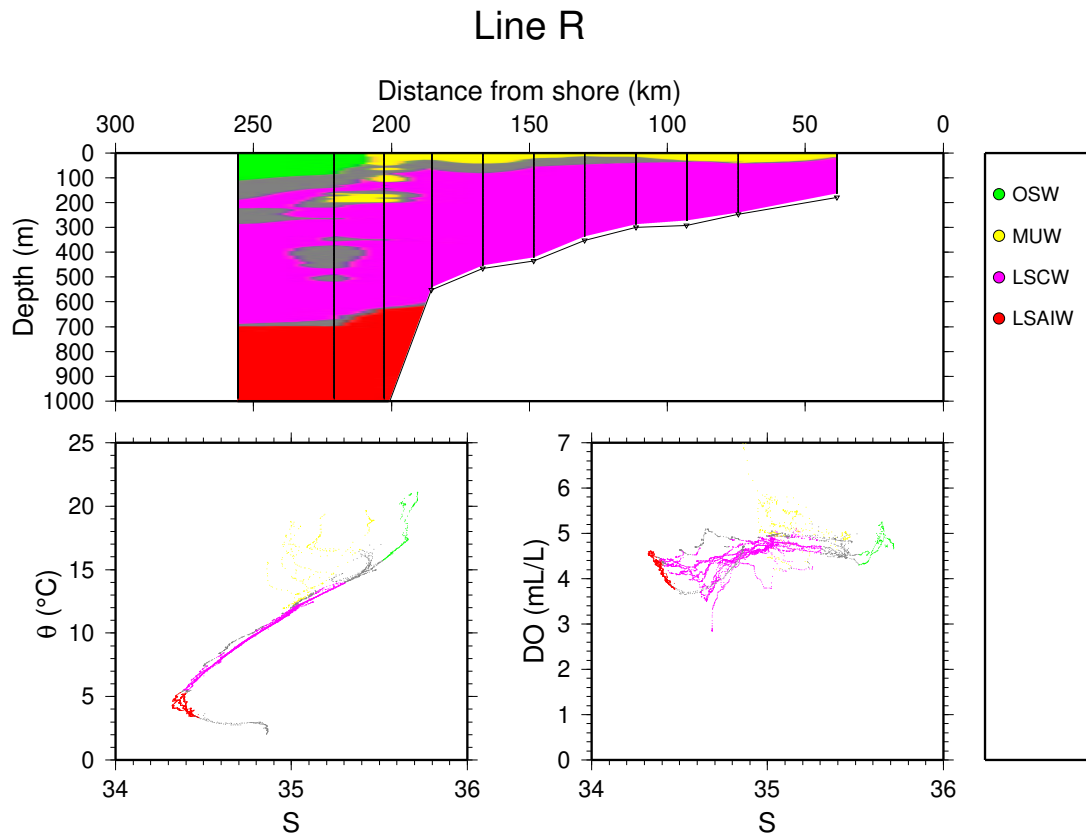 Line R
Distance from shore (km)
300 250 200 150 100 50 0
Depth (m)
0
100
200
300
400
500
600
700
800
900
1000
OSW
MUW
LSCW
LSAIW
θ (°C)
25
20
15
10
5
0
34 35 36
S
DO (mL/L)
7
6
5
4
3
2
1
0
34 35 36
S